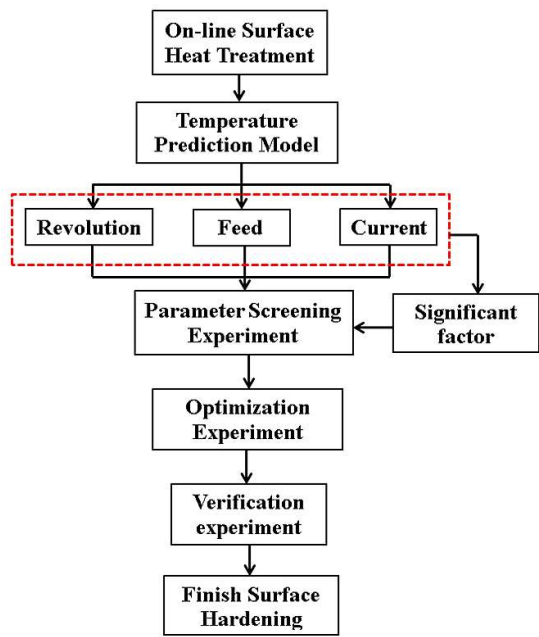 On-line Surface
Heat Treatment
Temperature
Prediction Model
Revolution
Feed
Current
Parameter Screening
Experiment
Significant
factor
Optimization
Experiment
Verification
experiment
Finish Surface
Hardening